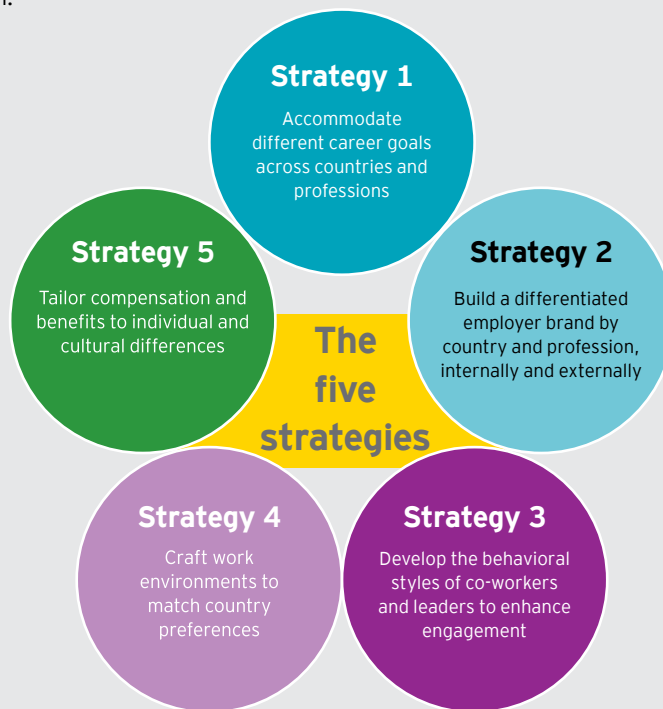 Strategy 1
Accommodate
different career goals
across countries and
professions
Strategy 2
Build a differentiated
employer brand by
country and profession,
internally and externally
Strategy 3
Develop the behavioral
styles of co-workers
and leaders to enhance
engagement
Strategy 4
Craft work
environments to
match country
preferences
Strategy 5
Tailor compensation and
benefits to individual and
cultural differences
The
five
strategies